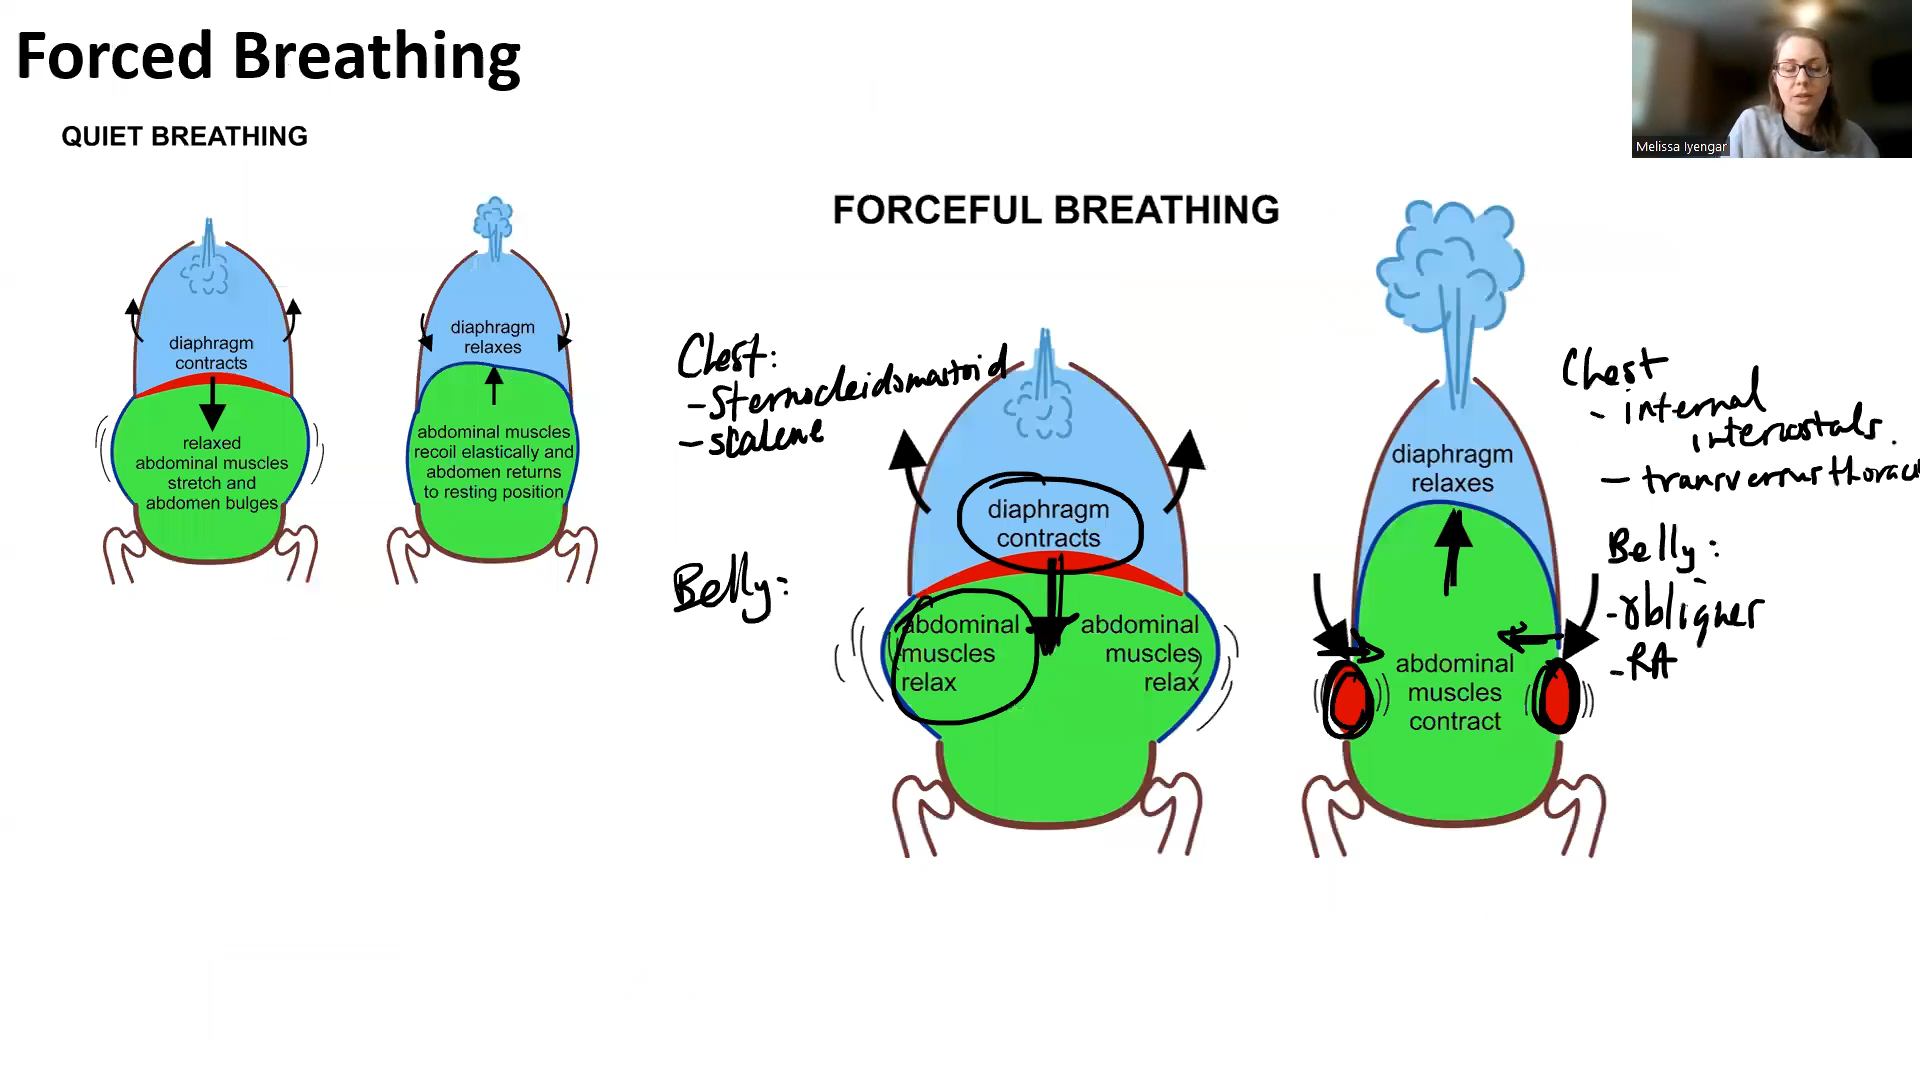 Forced Breathing
Melissa Iyengar
QUIET BREATHING
diaphragm
contracts
relaxed
abdominal muscles
stretch and
abdomen bulges
diaphragm
relaxes
abdominal muscles
recoil elastically and
abdomen returns
to resting position
FORCEFUL BREATHING
Chest:
- Sternocleidomastoid
- scalene
Belly:
diaphragm
contracts
abdominal
muscles
relax
abdominal
muscles
relax
diaphragm
relaxes
abdominal
muscles
contract
Chest
- internal
intercostals.
- transversus thorac
Belly:
- obliques
- RA